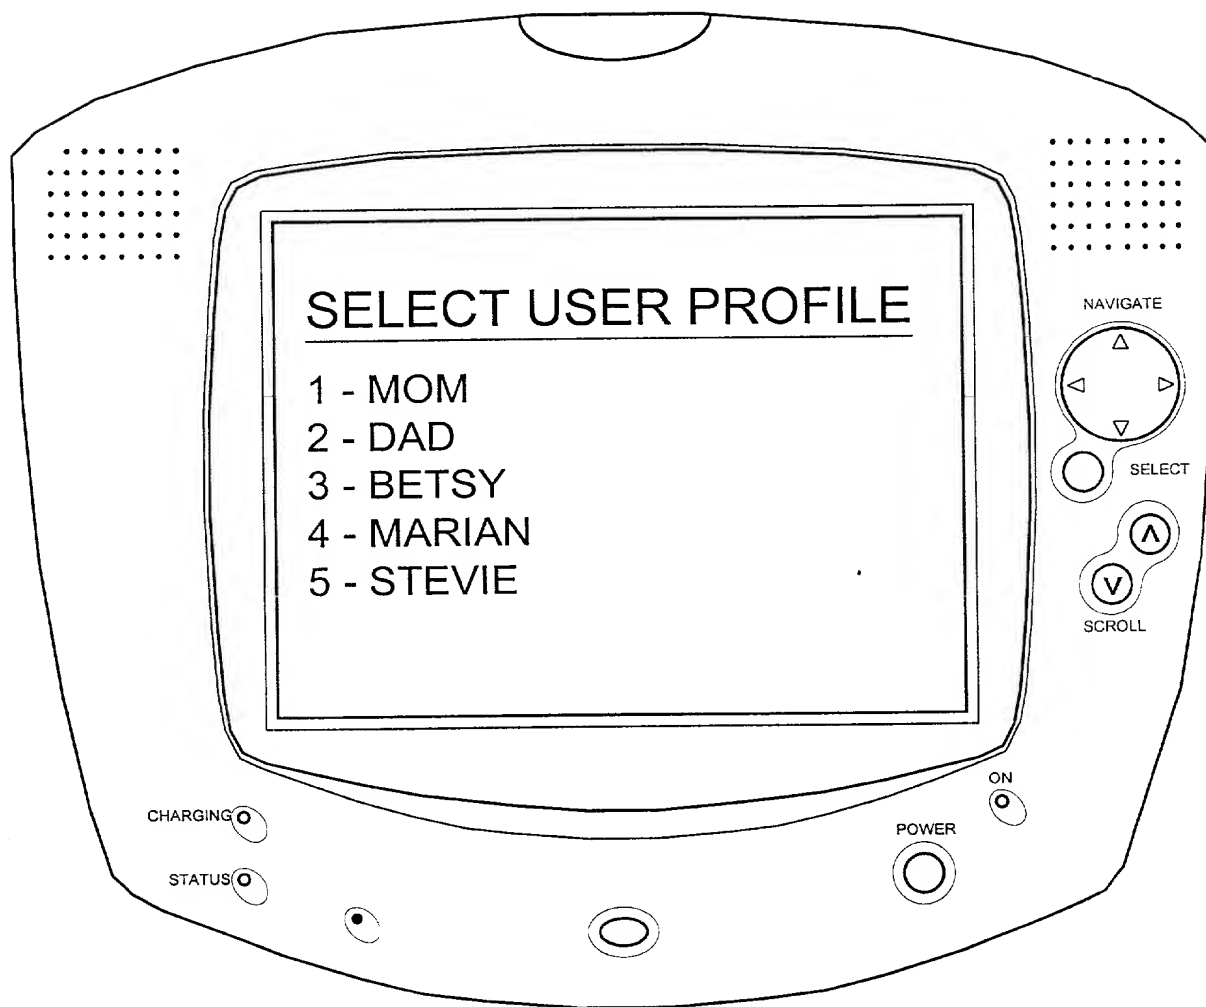 SELECT USER PROFILE
1 - MOM
2 - DAD
3 - BETSY
4 - MARIAN
5 - STEVIE
NAVIGATE
SELECT
SCROLL
ON
POWER
CHARGING
STATUS